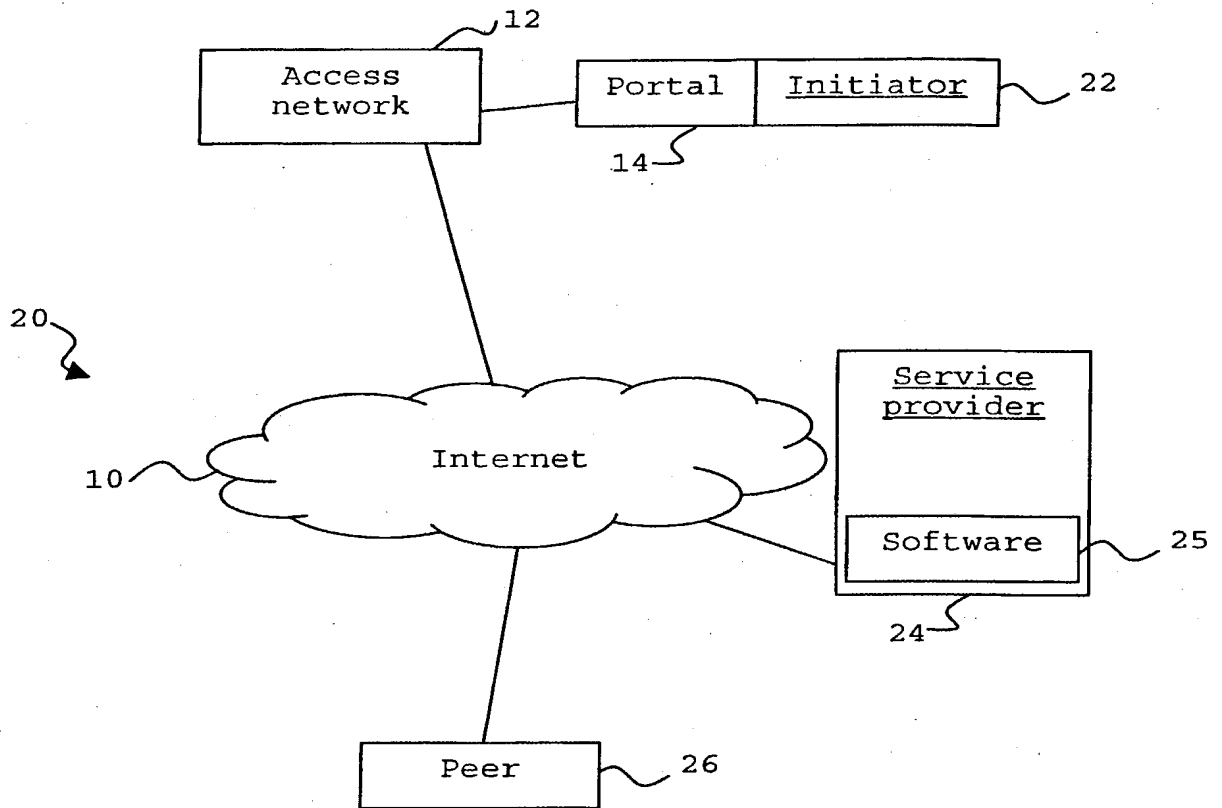 12
Access
network
Portal
Initiator
22
14
20
Service
provider
Internet
10
Software
25
24
Peer
26